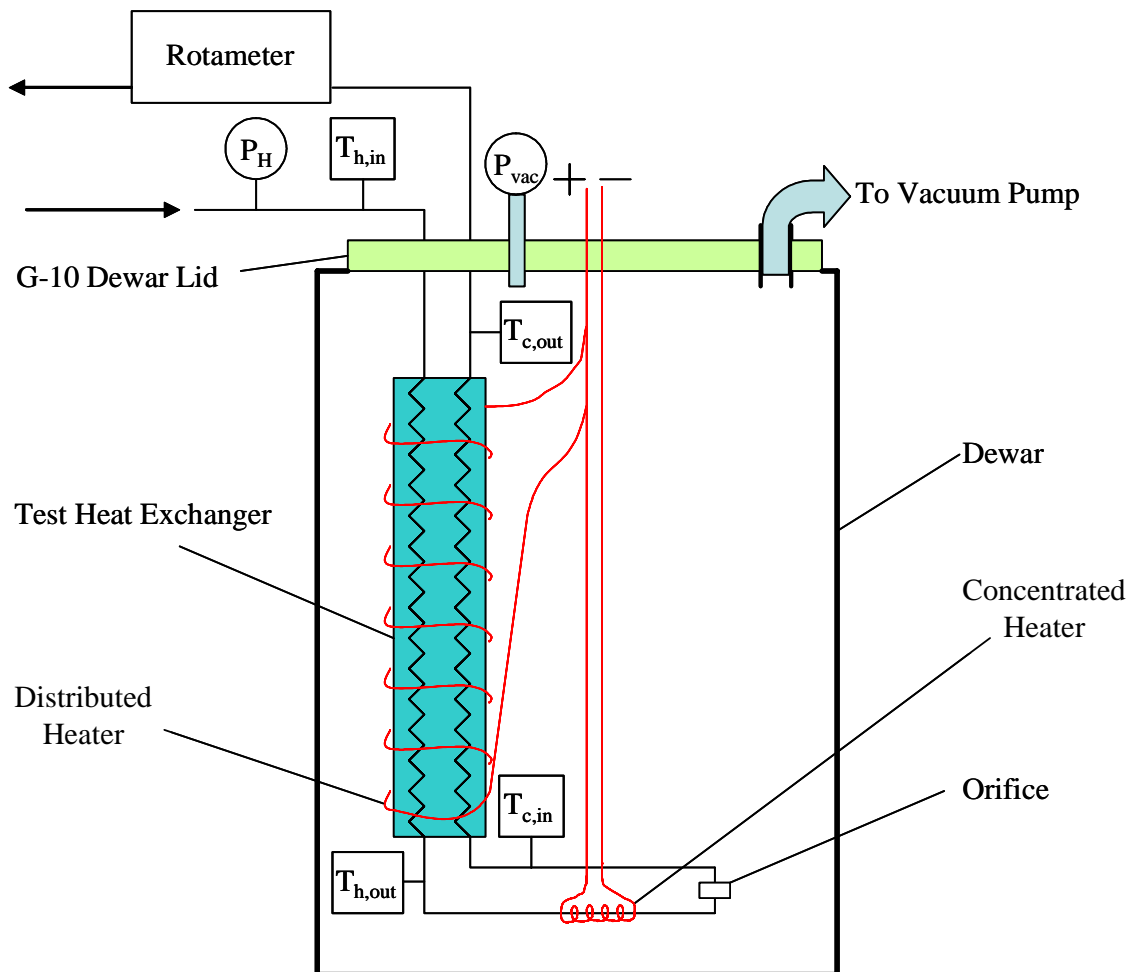 Rotameter
P_H
T_h,in
P_vac
+ −
To Vacuum Pump
G-10 Dewar Lid
T_c,out
Dewar
Test Heat Exchanger
Concentrated
Heater
Distributed
Heater
T_c,in
Orifice
T_h,out